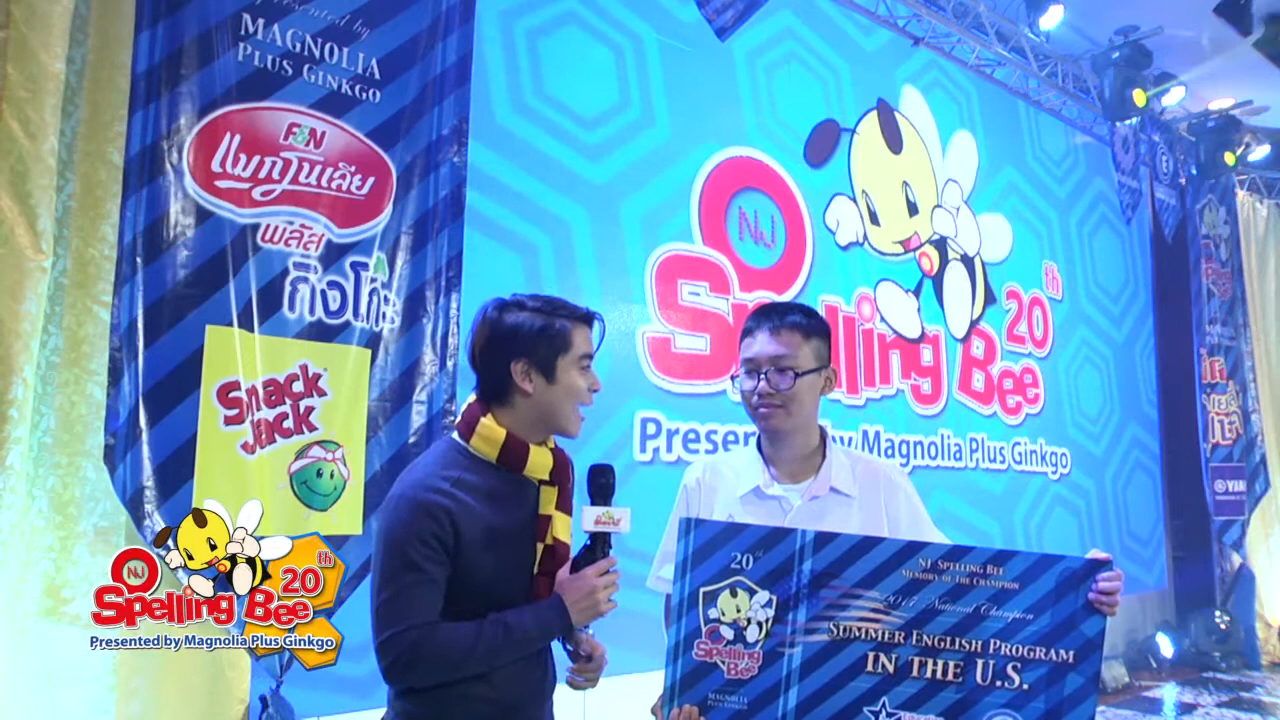 Presented by
MAGNOLIA
PLUS GINKGO
F&N
แมกโนเลีย
พลัส
กิงโกะ
Snack
Jack
NJ
Spelling Bee 20th
Presented by Magnolia Plus Ginkgo
NJ
Spelling Bee 20th
Presented by Magnolia Plus Ginkgo
20th
Spelling
Bee
MAGNOLIA
PLUS GINKGO
NJ SPELLING BEE
MEMORY OF THE CHAMPION
2017 National Champion
SUMMER ENGLISH PROGRAM
IN THE U.S.